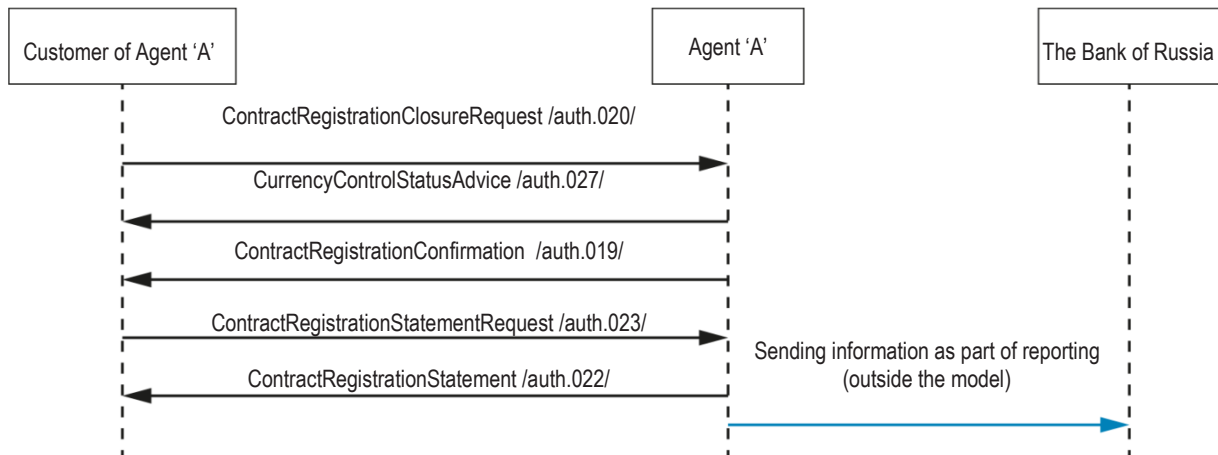 Customer of Agent ‘A’
Agent ‘A’
The Bank of Russia
ContractRegistrationClosureRequest /auth.020/
CurrencyControlStatusAdvice /auth.027/
ContractRegistrationConfirmation /auth.019/
ContractRegistrationStatementRequest /auth.023/
ContractRegistrationStatement /auth.022/
Sending information as part of reporting
(outside the model)